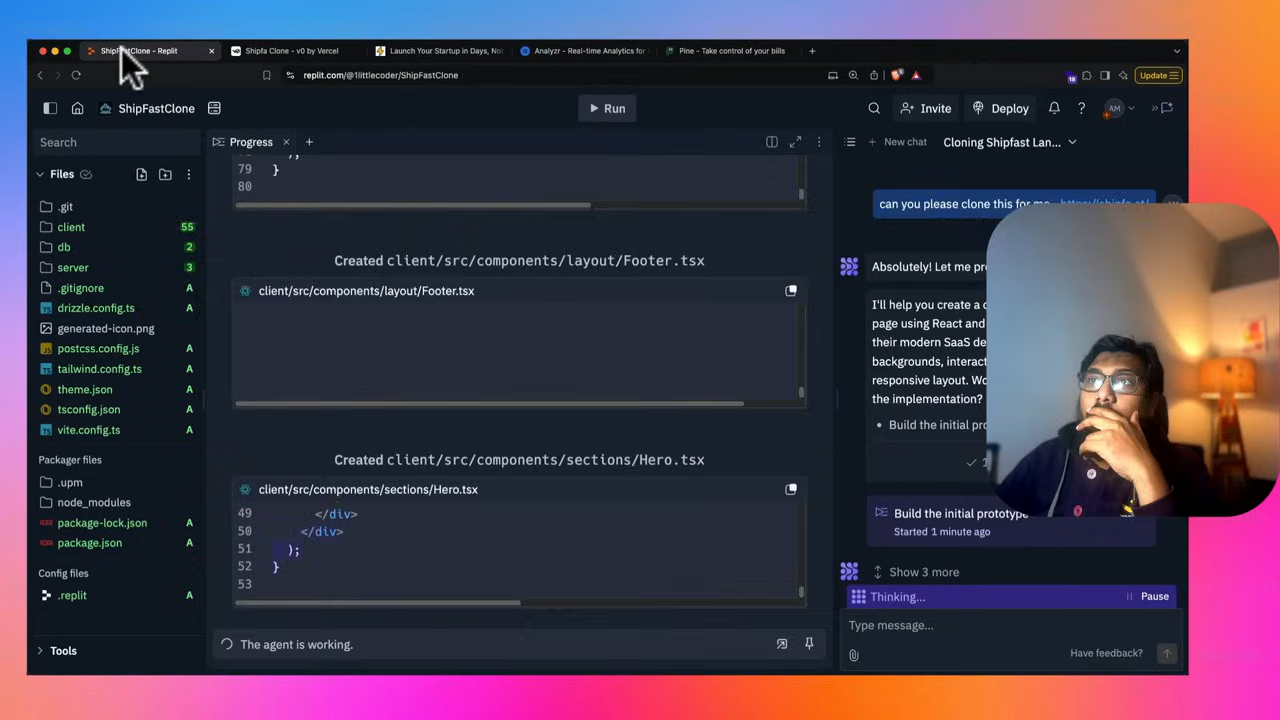 ShipFastClone - Replit
Shipfa Clone - v0 by Vercel
Launch Your Startup in Days, No
Analyzr - Real-time Analytics for
Pine - Take control of your bills
replit.com/@1littlecoder/ShipFastClone
19
Update
ShipFastClone
Run
Invite
Deploy
AM
Search
Progress
New chat
Cloning Shipfast Lan...
Files
.git
client 55
db 2
server 3
.gitignore A
drizzle.config.ts A
generated-icon.png
postcss.config.js A
tailwind.config.ts A
theme.json A
tsconfig.json A
vite.config.ts A
Packager files
.upm
node_modules
package-lock.json A
package.json A
Config files
.replit A
Tools
79 }
80
Created client/src/components/layout/Footer.tsx
client/src/components/layout/Footer.tsx
Created client/src/components/sections/Hero.tsx
client/src/components/sections/Hero.tsx
49 </div>
50 </div>
51 );
52 }
53
The agent is working.
can you please clone this for me
Absolutely! Let me
I'll help you create a
page using React and
their modern SaaS
backgrounds,
responsive layout.
the implementation?
• Build the initial
Build the initial prototype
Started 1 minute ago
Show 3 more
Thinking...
Pause
Type message...
Have feedback?